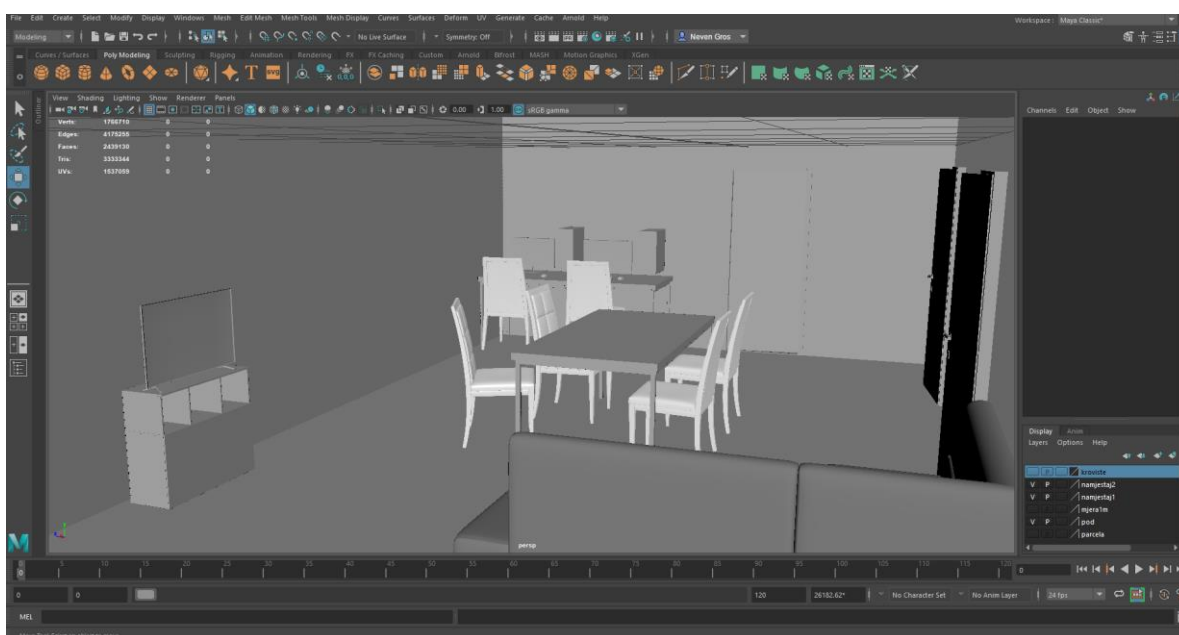 File Edit Create Select Modify Display Windows Mesh Edit Mesh Mesh Tools Mesh Display Curves Surfaces Deform UV Generate Cache Arnold Help Workspace: Maya Classic*
Modeling No Live Surface Symmetry: Off Neven Gros
Curves / Surfaces Poly Modeling Sculpting Rigging Animation Rendering FX FX Caching Custom Arnold Bifrost MASH Motion Graphics XGen
View Shading Lighting Show Renderer Panels
Outliner
0.00 1.00 sRGB gamma
Channels Edit Object Show
Verts: 1766710 0 0
Edges: 4175255 0 0
Faces: 2439130 0 0
Tris: 3333344 0 0
UVs: 1537059 0 0
persp
Display Anim
Layers Options Help
P kroviste
V P namjestaj2
V P namjestaj1
mjera1m
V P pod
parcela
0 5 10 15 20 25 30 35 40 45 50 55 60 65 70 75 80 85 90 95 100 105 110 115 120 0
0 0 120 26182.62* No Character Set No Anim Layer 24 fps
MEL